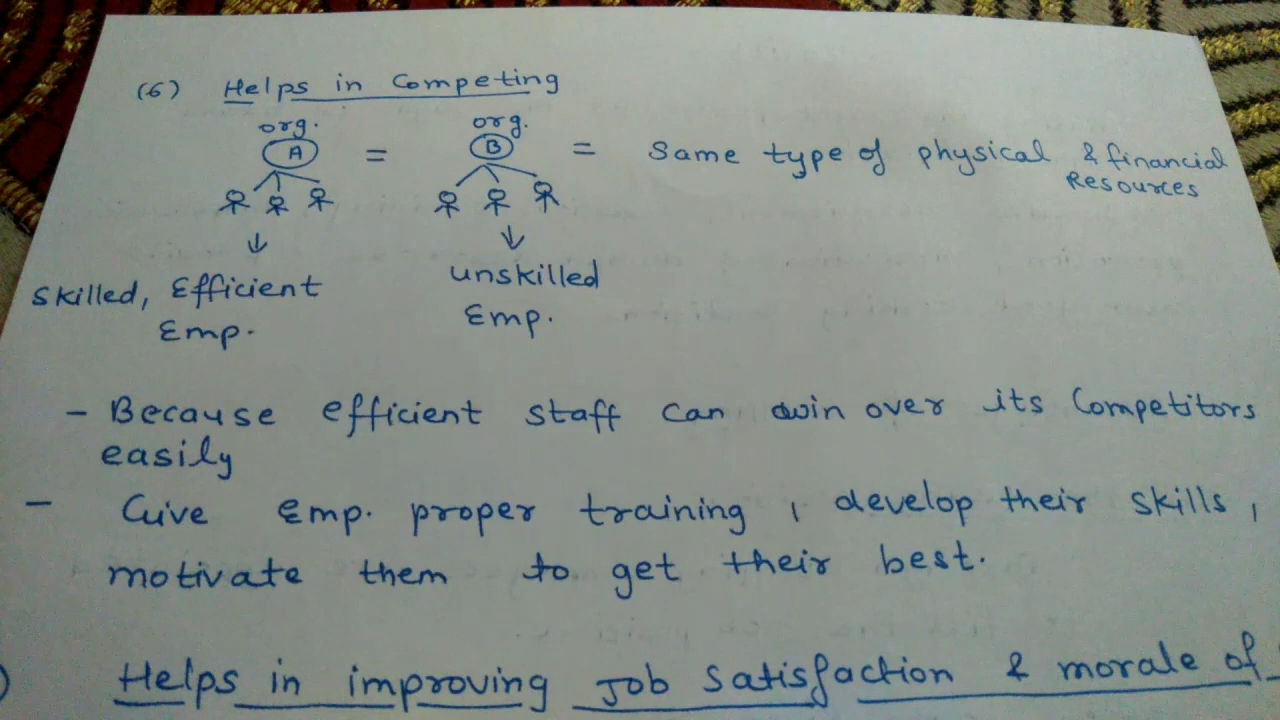 (6) Helps in Competing
org. org.
A = B = Same type of physical & financial
Resources
Skilled, Efficient unskilled
Emp. Emp.
- Because efficient staff can win over its Competitors
easily
- Give Emp. proper training, develop their skills,
motivate them to get their best.
) Helps in improving Job Satisfaction & morale of